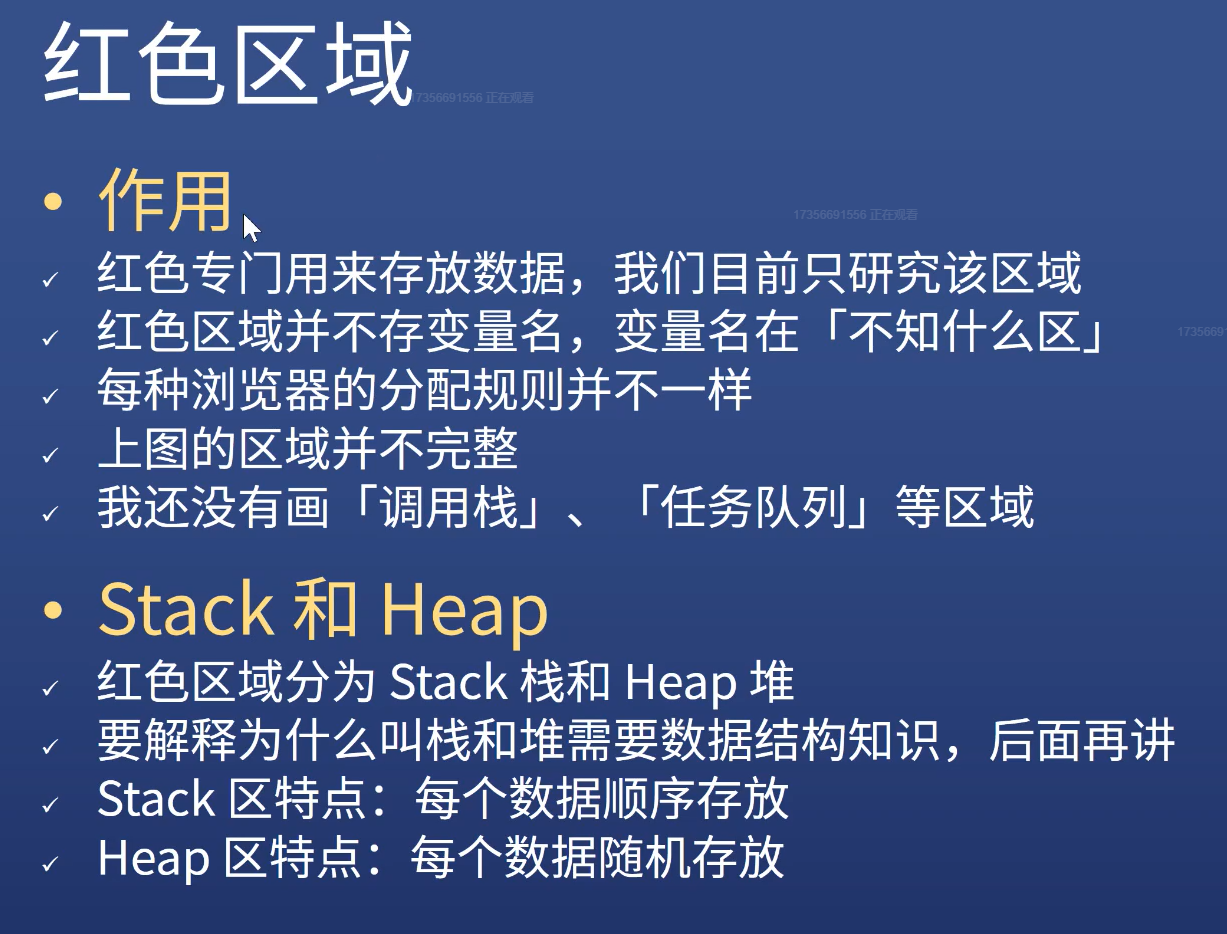 红色区域
17356691556 正在观看
• 作用
17356691556 正在观看
✓ 红色专门用来存放数据，我们目前只研究该区域
✓ 红色区域并不存变量名，变量名在「不知什么区」
1735669
✓ 每种浏览器的分配规则并不一样
✓ 上图的区域并不完整
✓ 我还没有画「调用栈」、「任务队列」等区域
• Stack 和 Heap
✓ 红色区域分为 Stack 栈和 Heap 堆
✓ 要解释为什么叫栈和堆需要数据结构知识，后面再讲
✓ Stack 区特点：每个数据顺序存放
✓ Heap 区特点：每个数据随机存放